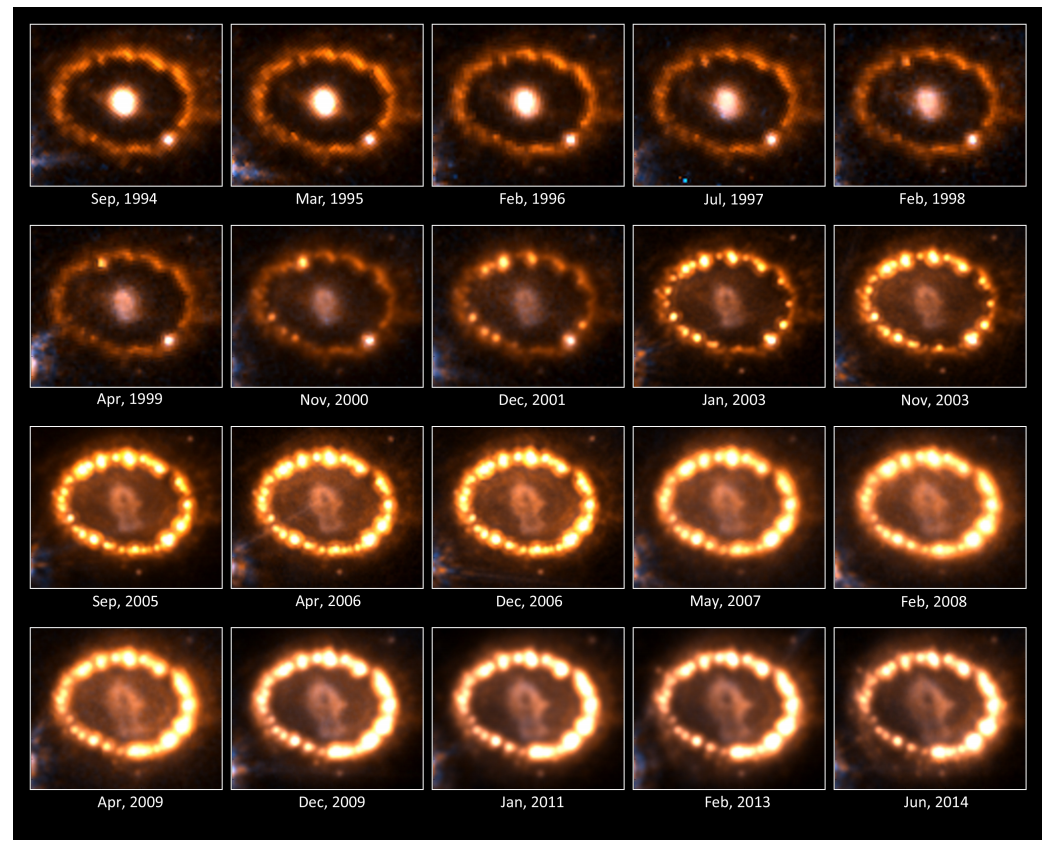 Sep, 1994
Mar, 1995
Feb, 1996
Jul, 1997
Feb, 1998
Apr, 1999
Nov, 2000
Dec, 2001
Jan, 2003
Nov, 2003
Sep, 2005
Apr, 2006
Dec, 2006
May, 2007
Feb, 2008
Apr, 2009
Dec, 2009
Jan, 2011
Feb, 2013
Jun, 2014